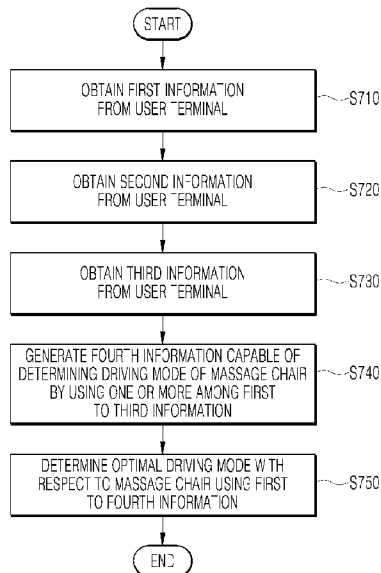 START
OBTAIN FIRST INFORMATION
FROM USER TERMINAL
S710
OBTAIN SECOND INFORMATION
FROM USER TERMINAL
S720
OBTAIN THIRD INFORMATION
FROM USER TERMINAL
S730
GENERATE FOURTH INFORMATION CAPABLE OF
DETERMINING DRIVING MODE OF MASSAGE CHAIR
BY USING ONE OR MORE AMONG FIRST
TO THIRD INFORMATION
S740
DETERMINE OPTIMAL DRIVING MODE WITH
RESPECT TO MASSAGE CHAIR USING FIRST
TO FOURTH INFORMATION
S750
END